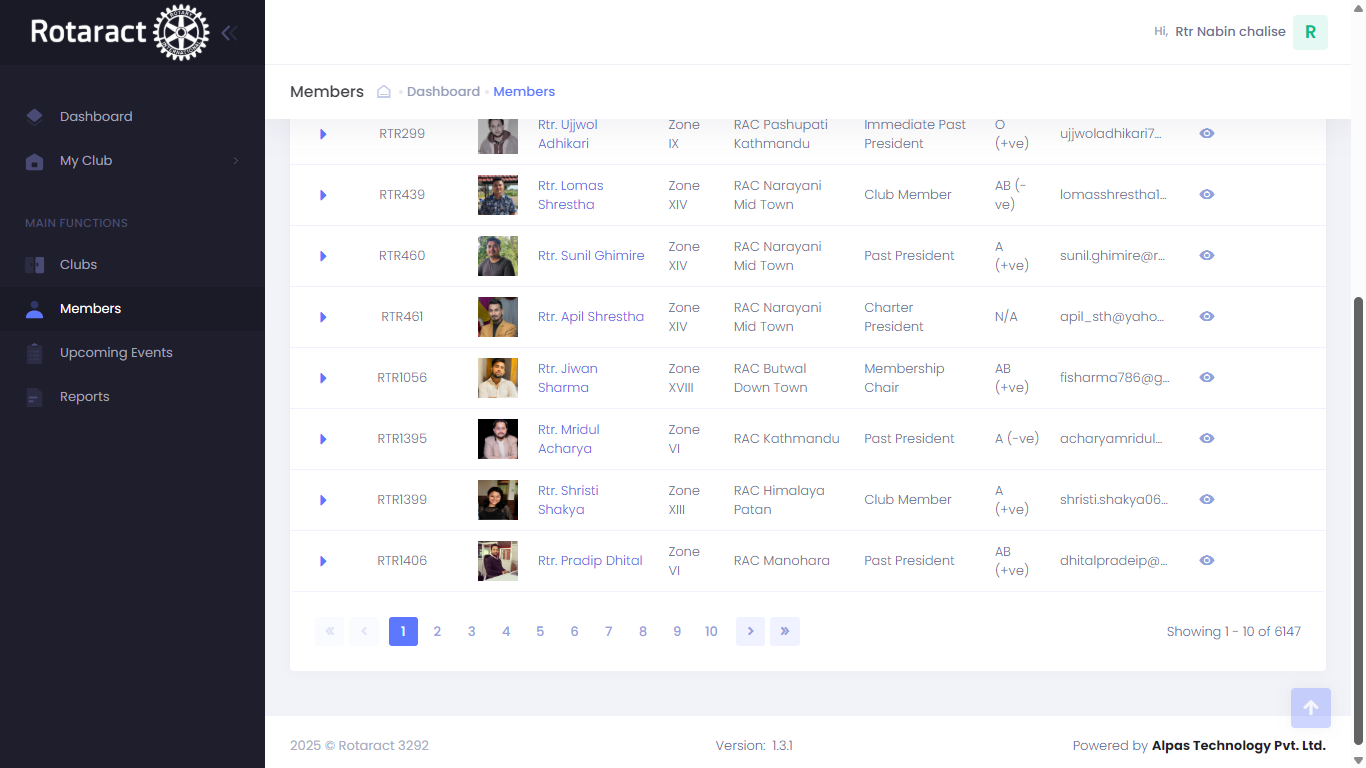 Rotaract
ROTARY
INTERNATIONAL
Hi, Rtr Nabin chalise R
Members Dashboard Members
Dashboard
My Club
MAIN FUNCTIONS
Clubs
Members
Upcoming Events
Reports
RTR299 Rtr. Ujjwol Adhikari Zone IX RAC Pashupati Kathmandu Immediate Past President O (+ve) ujjwoladhikari7...
RTR439 Rtr. Lomas Shrestha Zone XIV RAC Narayani Mid Town Club Member AB (-ve) lomasshrestha1...
RTR460 Rtr. Sunil Ghimire Zone XIV RAC Narayani Mid Town Past President A (+ve) sunil.ghimire@r...
RTR461 Rtr. Apil Shrestha Zone XIV RAC Narayani Mid Town Charter President N/A apil_sth@yaho...
RTR1056 Rtr. Jiwan Sharma Zone XVIII RAC Butwal Down Town Membership Chair AB (+ve) fisharma786@g...
RTR1395 Rtr. Mridul Acharya Zone VI RAC Kathmandu Past President A (-ve) acharyamridul...
RTR1399 Rtr. Shristi Shakya Zone XIII RAC Himalaya Patan Club Member A (+ve) shristi.shakya06...
RTR1406 Rtr. Pradip Dhital Zone VI RAC Manohara Past President AB (+ve) dhitalpradeip@...
1 2 3 4 5 6 7 8 9 10 Showing 1 - 10 of 6147
2025 © Rotaract 3292 Version: 1.3.1 Powered by Alpas Technology Pvt. Ltd.